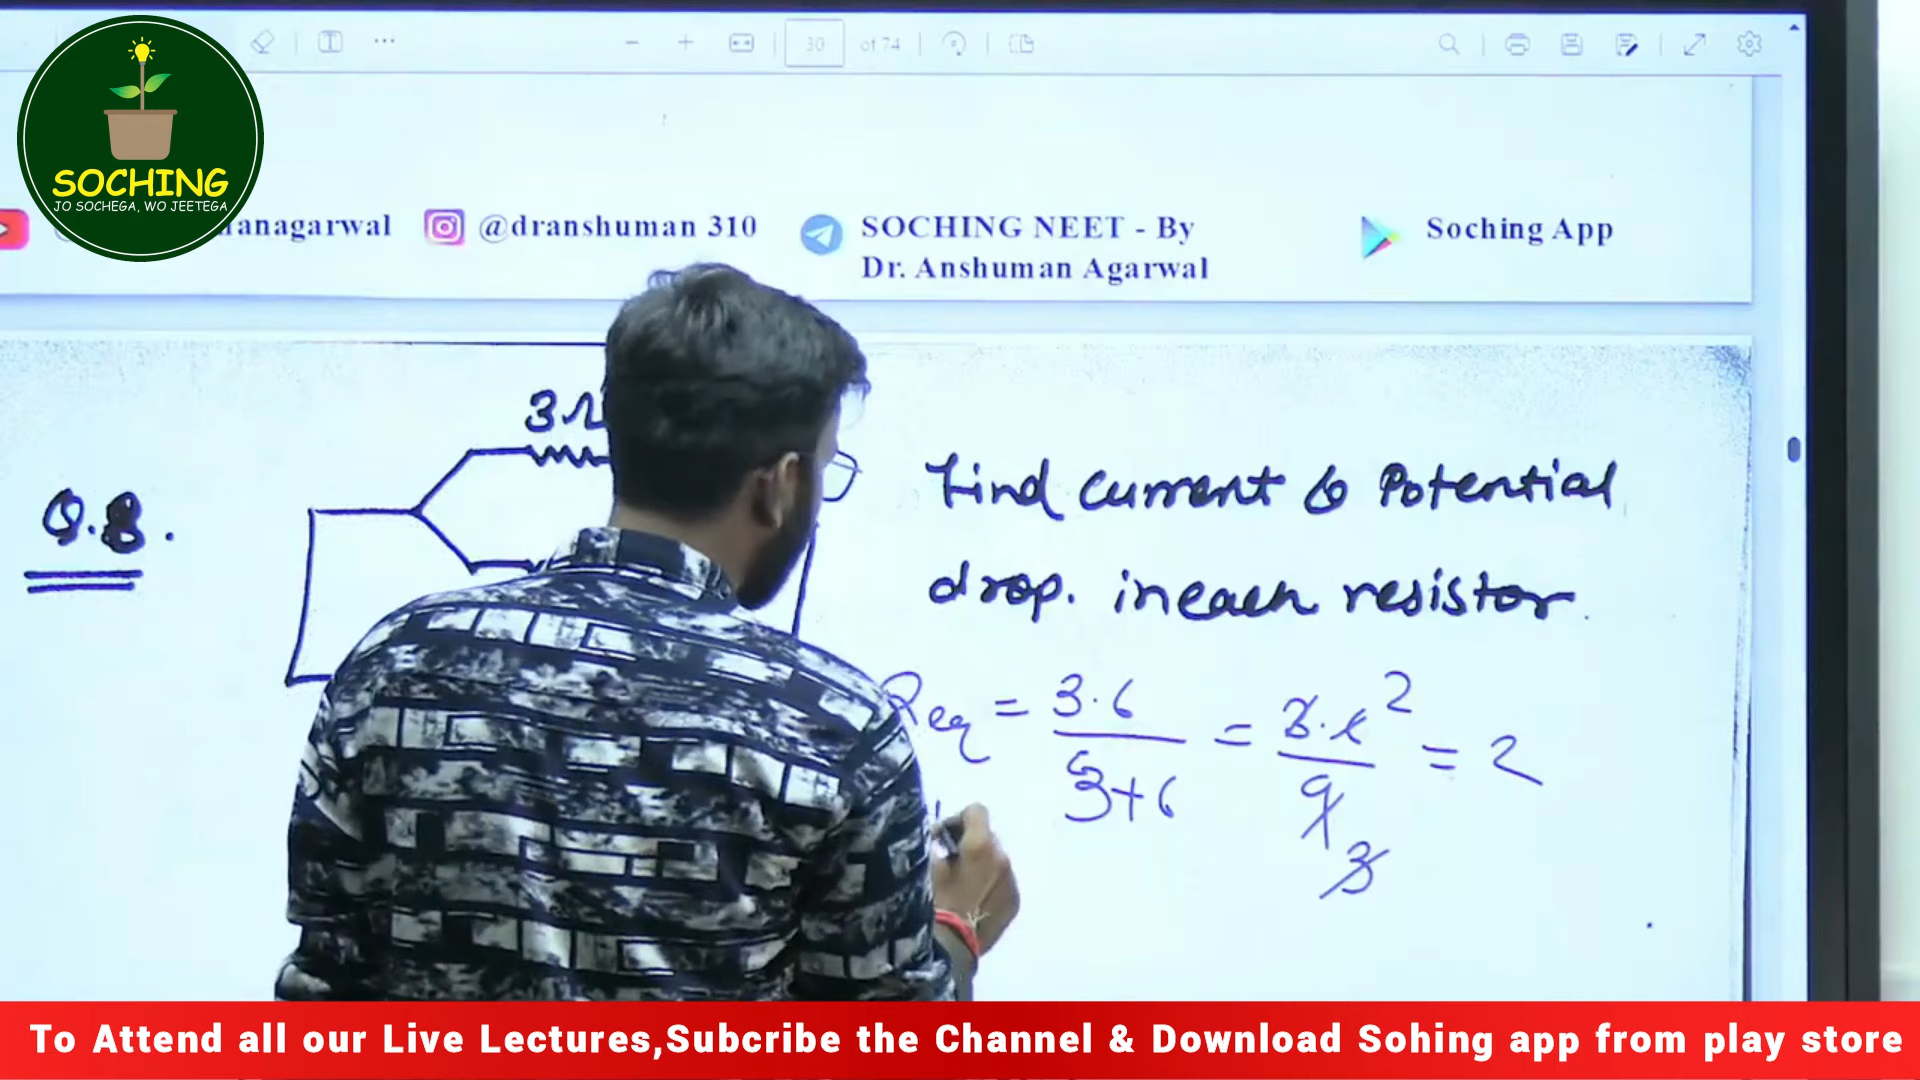 30 of 74
SOCHING
JO SOCHEGA, WO JEETEGA
anagarwal
@dranshuman 310
SOCHING NEET - By
Dr. Anshuman Agarwal
Soching App
3Ω
Q.8.
Find current & Potential
drop. in each resistor.
Req = 3·6 / 3+6 = 3·6 2 / 9 3 = 2
To Attend all our Live Lectures,Subcribe the Channel & Download Sohing app from play store